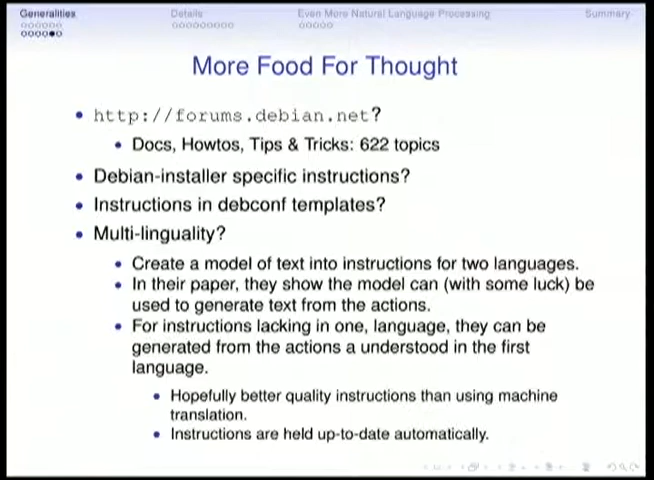 Generalities Details Even More Natural Language Processing Summary
More Food For Thought
http://forums.debian.net?
Docs, Howtos, Tips & Tricks: 622 topics
Debian-installer specific instructions?
Instructions in debconf templates?
Multi-linguality?
Create a model of text into instructions for two languages.
In their paper, they show the model can (with some luck) be
used to generate text from the actions.
For instructions lacking in one, language, they can be
generated from the actions a understood in the first
language.
Hopefully better quality instructions than using machine
translation.
Instructions are held up-to-date automatically.